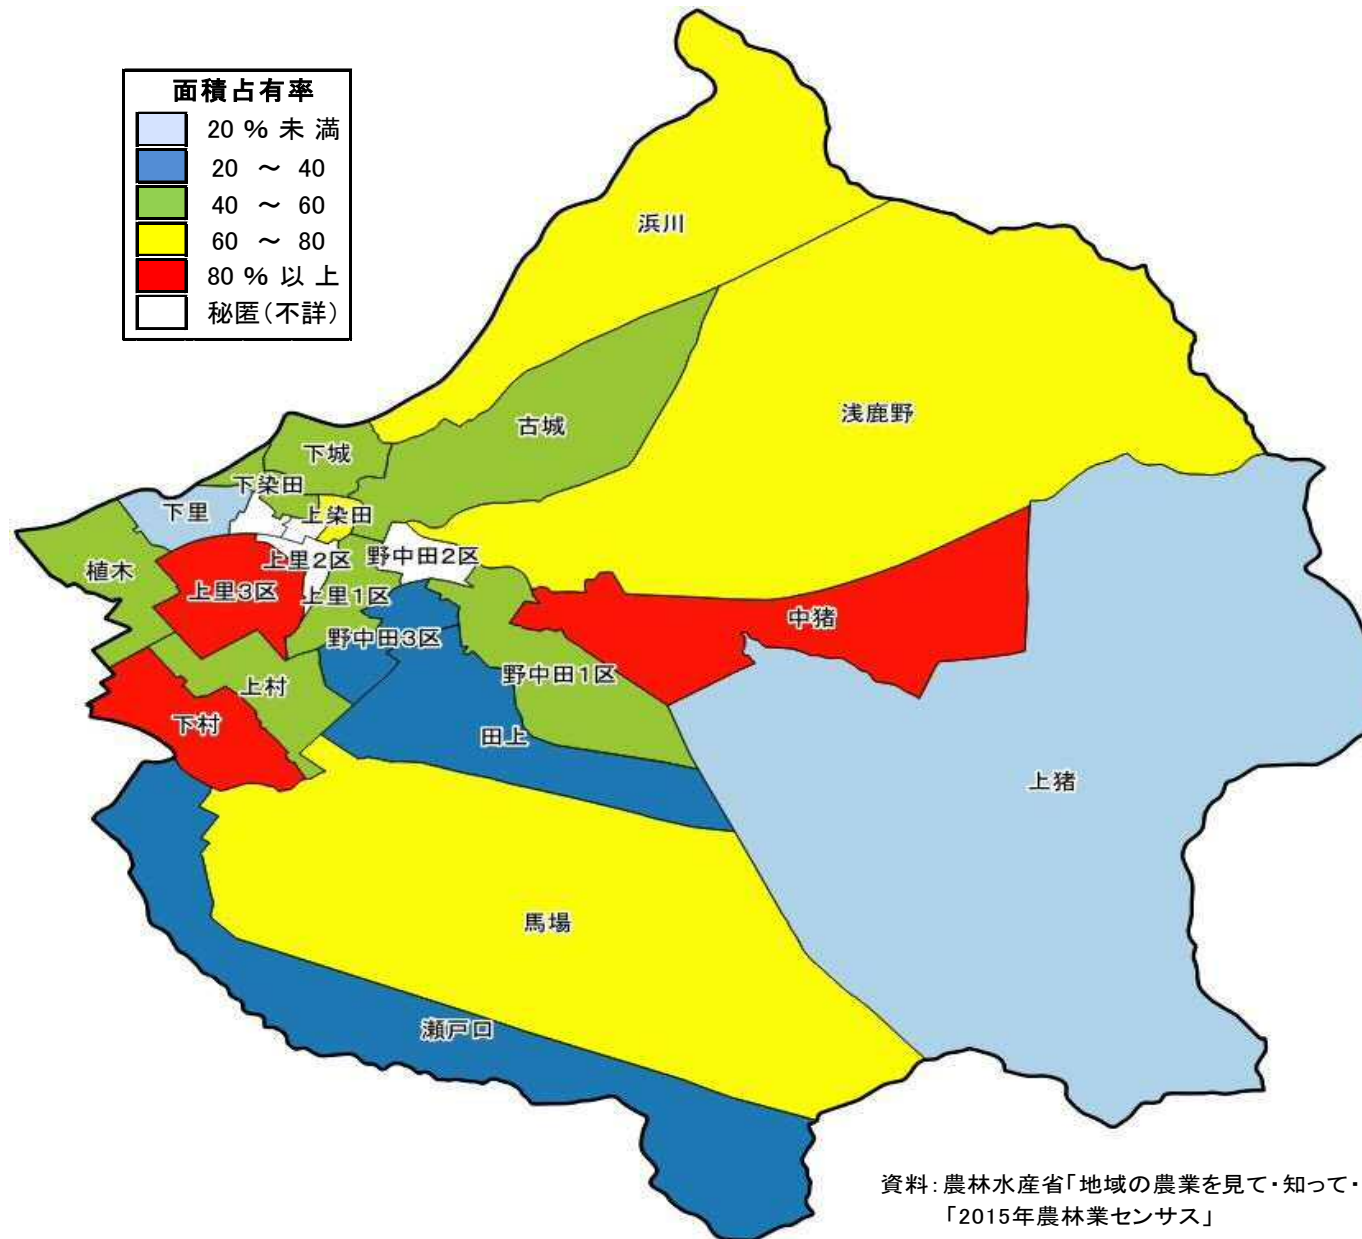 面積占有率
20 % 未 満
20 ～ 40
40 ～ 60
60 ～ 80
80 % 以 上
秘匿(不詳)
浜川
浅鹿野
古城
下城
下染田
下里
上染田
上里2区
野中田2区
植木
上里3区
上里1区
中猪
野中田3区
野中田1区
上村
下村
田上
上猪
馬場
瀬戸口
資料:農林水産省「地域の農業を見て・知って・
「2015年農林業センサス」